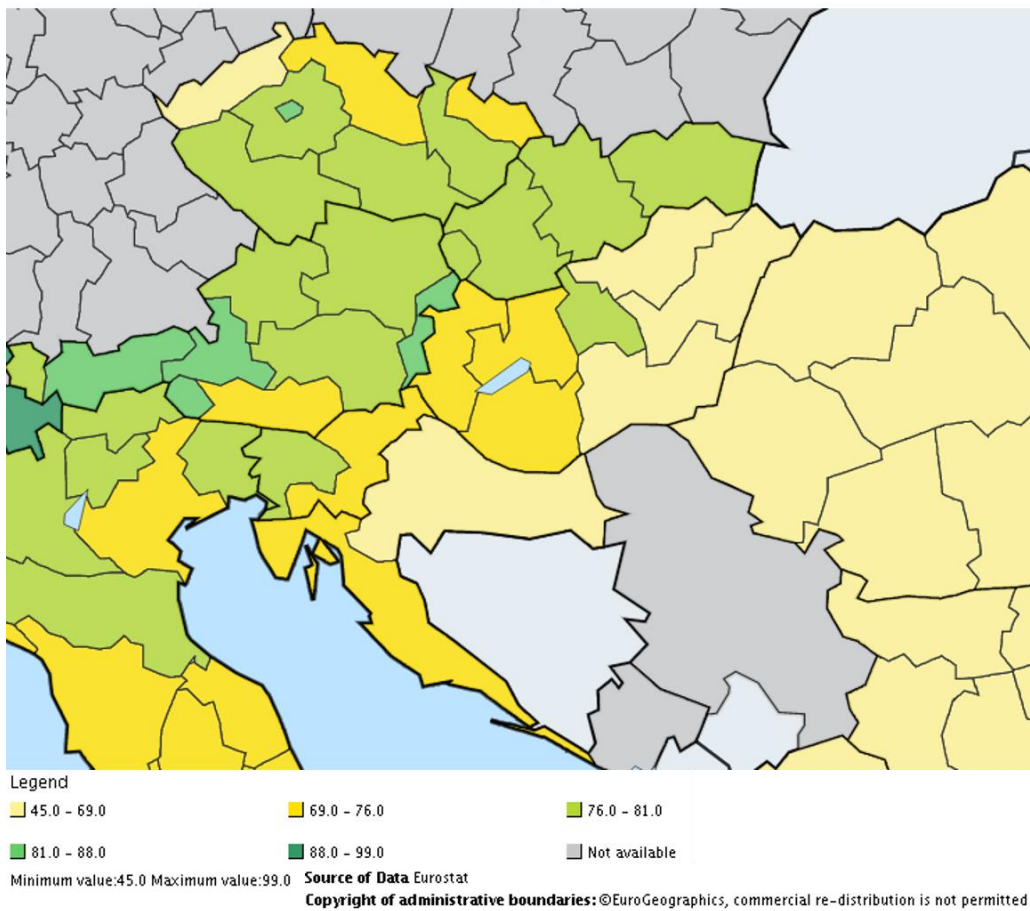 Legend
45.0 - 69.0 69.0 - 76.0 76.0 - 81.0
81.0 - 88.0 88.0 - 99.0 Not available
Minimum value:45.0 Maximum value:99.0 Source of Data Eurostat
Copyright of administrative boundaries: ©EuroGeographics, commercial re-distribution is not permitted